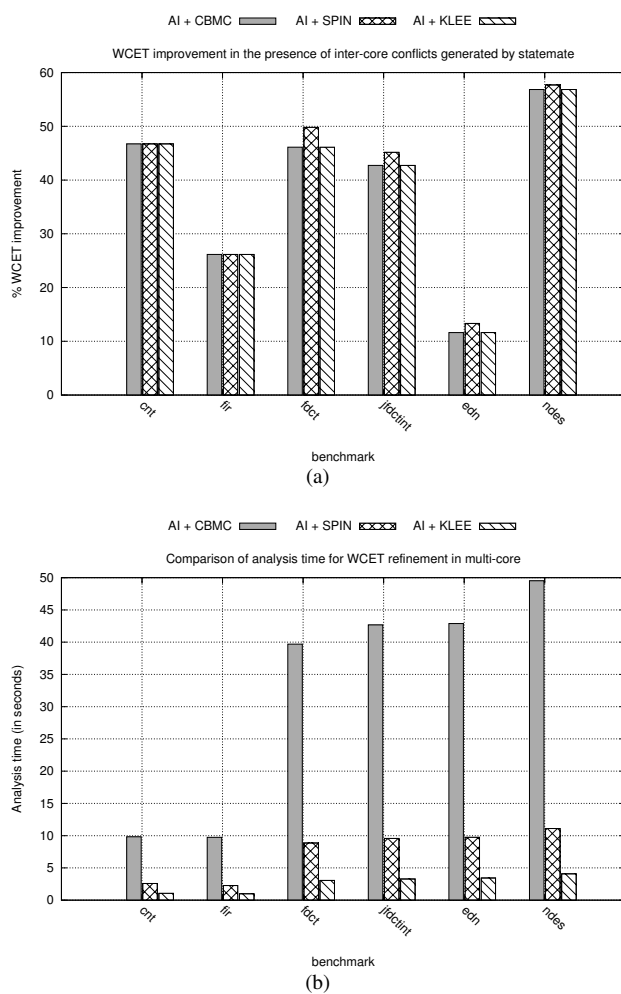 AI + CBMC AI + SPIN AI + KLEE
WCET improvement in the presence of inter-core conflicts generated by statemate
60
50
40
30
20
10
0
% WCET improvement
cnt fir fdct jfdctint edn ndes
benchmark
(a)
AI + CBMC AI + SPIN AI + KLEE
Comparison of analysis time for WCET refinement in multi-core
50
45
40
35
30
25
20
15
10
5
0
Analysis time (in seconds)
cnt fir fdct jfdctint edn ndes
benchmark
(b)